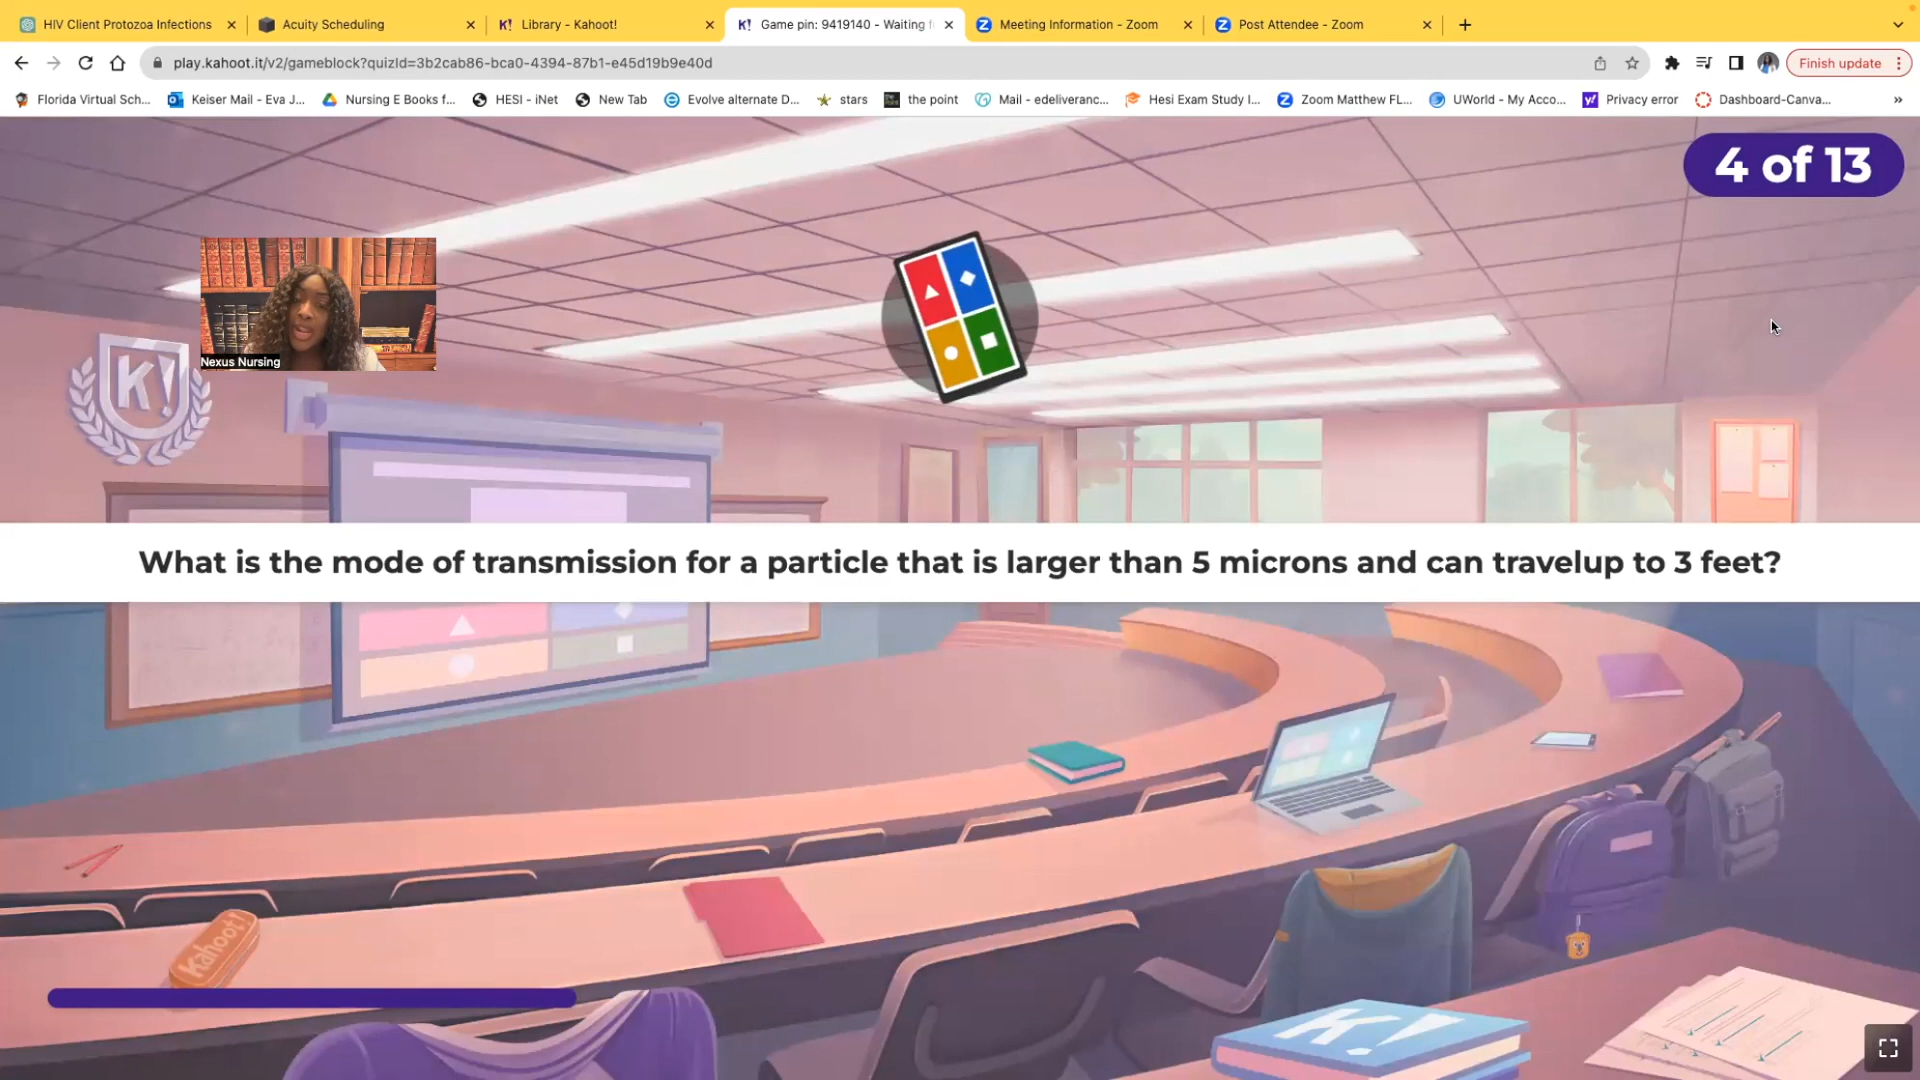 HIV Client Protozoa Infections
Acuity Scheduling
Library - Kahoot!
Game pin: 9419140 - Waiting f
Meeting Information - Zoom
Post Attendee - Zoom
play.kahoot.it/v2/gameblock?quizId=3b2cab86-bca0-4394-87b1-e45d19b9e40d
Finish update
Florida Virtual Sch...
Keiser Mail - Eva J...
Nursing E Books f...
HESI - iNet
New Tab
Evolve alternate D...
stars
the point
Mail - edeliveranc...
Hesi Exam Study I...
Zoom Matthew FL...
UWorld - My Acco...
Privacy error
Dashboard-Canva...
4 of 13
Nexus Nursing
K!
What is the mode of transmission for a particle that is larger than 5 microns and can travelup to 3 feet?
Kahoot!
K!